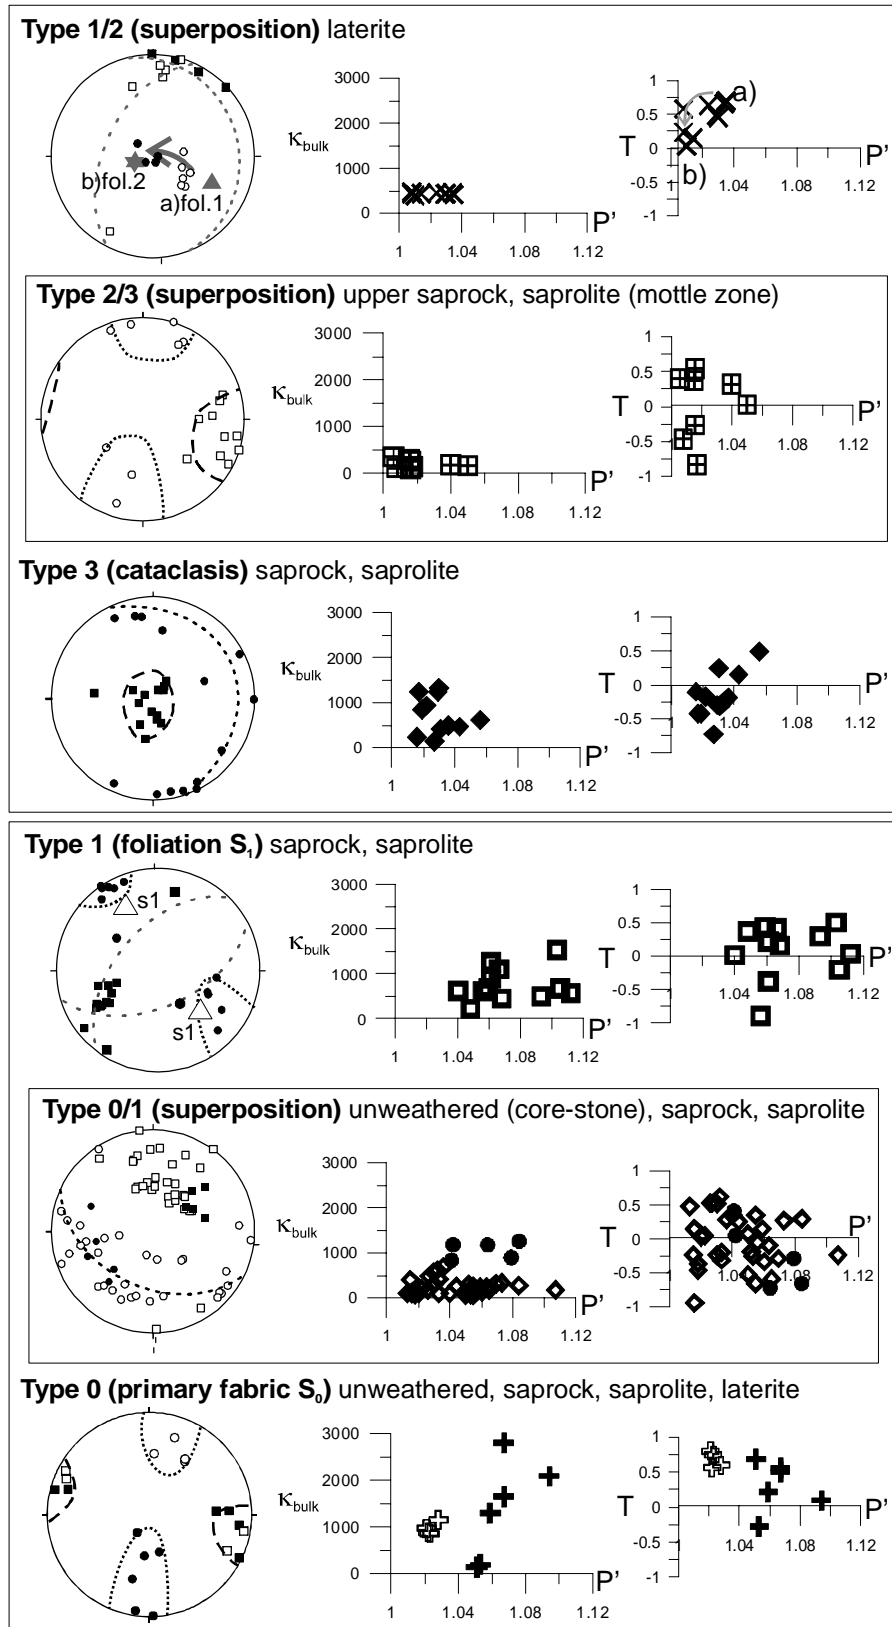 Type 1/2 (superposition) laterite
b)fol.2
a)fol.1
κbulk
3000
2000
1000
0
1
1.04
1.08
1.12
P'
T
1
0.5
0
-0.5
-1
1.04
1.08
1.12
P'
a)
b)
Type 2/3 (superposition) upper saprock, saprolite (mottle zone)
κbulk
3000
2000
1000
0
1
1.04
1.08
1.12
P'
T
1
0.5
0
-0.5
-1
1
1.04
1.08
1.12
P'
Type 3 (cataclasis) saprock, saprolite
κbulk
3000
2000
1000
0
1
1.04
1.08
1.12
P'
T
1
0.5
0
-0.5
-1
1
1.04
1.08
1.12
P'
Type 1 (foliation S₁) saprock, saprolite
s1
s1
κbulk
3000
2000
1000
0
1
1.04
1.08
1.12
P'
T
1
0.5
0
-0.5
-1
1.04
1.08
1.12
P'
Type 0/1 (superposition) unweathered (core-stone), saprock, saprolite
κbulk
3000
2000
1000
0
1
1.04
1.08
1.12
P'
T
1
0.5
0
-0.5
-1
1
1.04
1.08
1.12
P'
Type 0 (primary fabric S₀) unweathered, saprock, saprolite, laterite
κbulk
3000
2000
1000
0
1
1.04
1.08
1.12
P'
T
1
0.5
0
-0.5
-1
1
1.04
1.08
1.12
P'